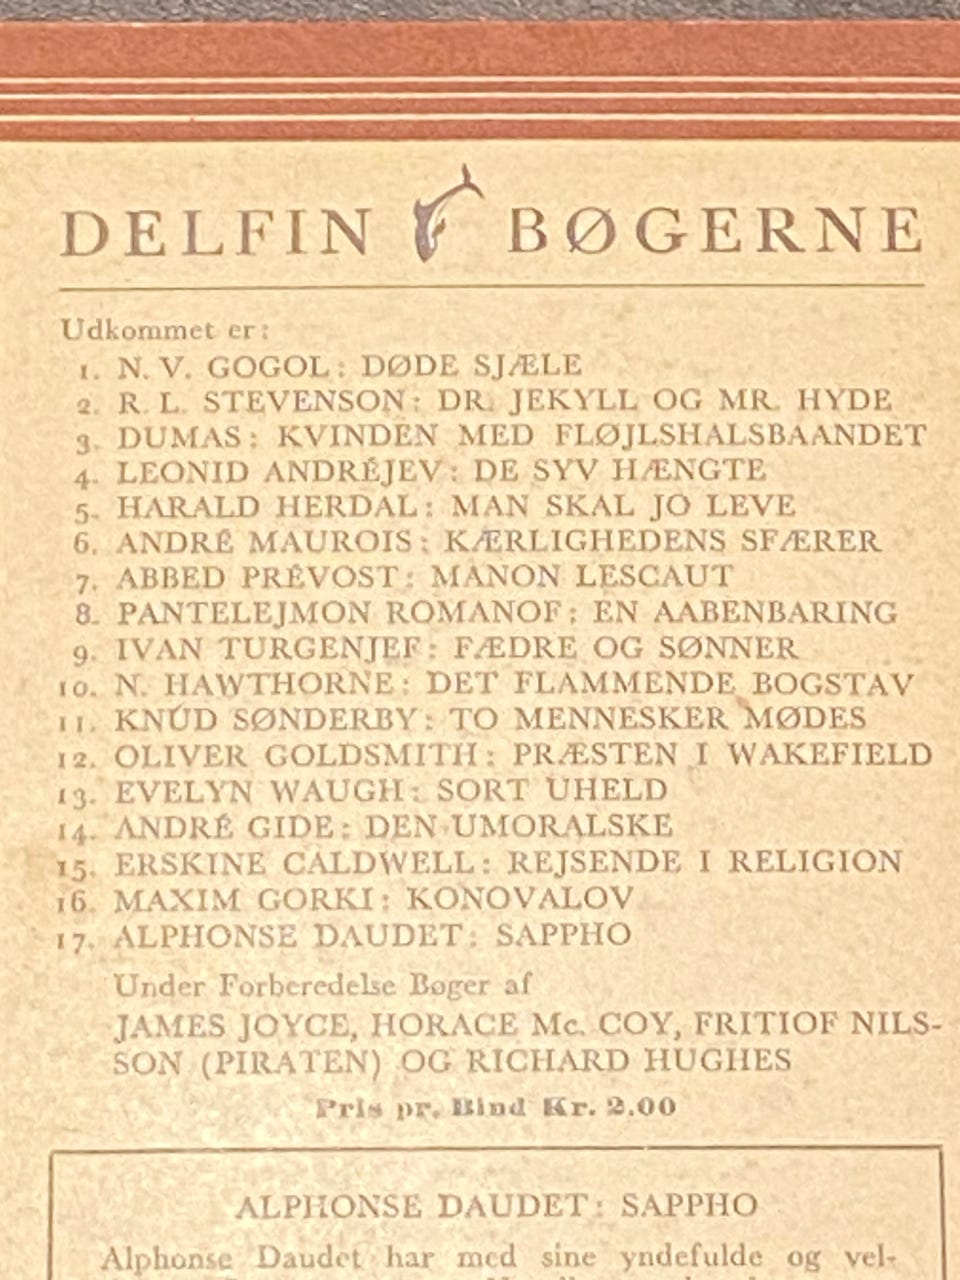 DELFIN BØGERNE
Udkommet er:
1. N. V. GOGOL: DØDE SJÆLE
2. R. L. STEVENSON: DR. JEKYLL OG MR. HYDE
3. DUMAS: KVINDEN MED FLØJLSHALSBAANDET
4. LEONID ANDRÉJEV: DE SYV HÆNGTE
5. HARALD HERDAL: MAN SKAL JO LEVE
6. ANDRÉ MAUROIS: KÆRLIGHEDENS SFÆRER
7. ABBED PRÉVOST: MANON LESCAUT
8. PANTELEJMON ROMANOF: EN AABENBARING
9. IVAN TURGENJEF: FÆDRE OG SØNNER
10. N. HAWTHORNE: DET FLAMMENDE BOGSTAV
11. KNUD SØNDERBY: TO MENNESKER MØDES
12. OLIVER GOLDSMITH: PRÆSTEN I WAKEFIELD
13. EVELYN WAUGH: SORT UHELD
14. ANDRÉ GIDE: DEN UMORALSKE
15. ERSKINE CALDWELL: REJSENDE I RELIGION
16. MAXIM GORKI: KONOVALOV
17. ALPHONSE DAUDET: SAPPHO
Under Forberedelse Bøger af
JAMES JOYCE, HORACE Mc. COY, FRITIOF NILS-
SON (PIRATEN) OG RICHARD HUGHES
Pris pr. Bind Kr. 2.00
ALPHONSE DAUDET: SAPPHO
Alphonse Daudet har med sine yndefulde og vel-